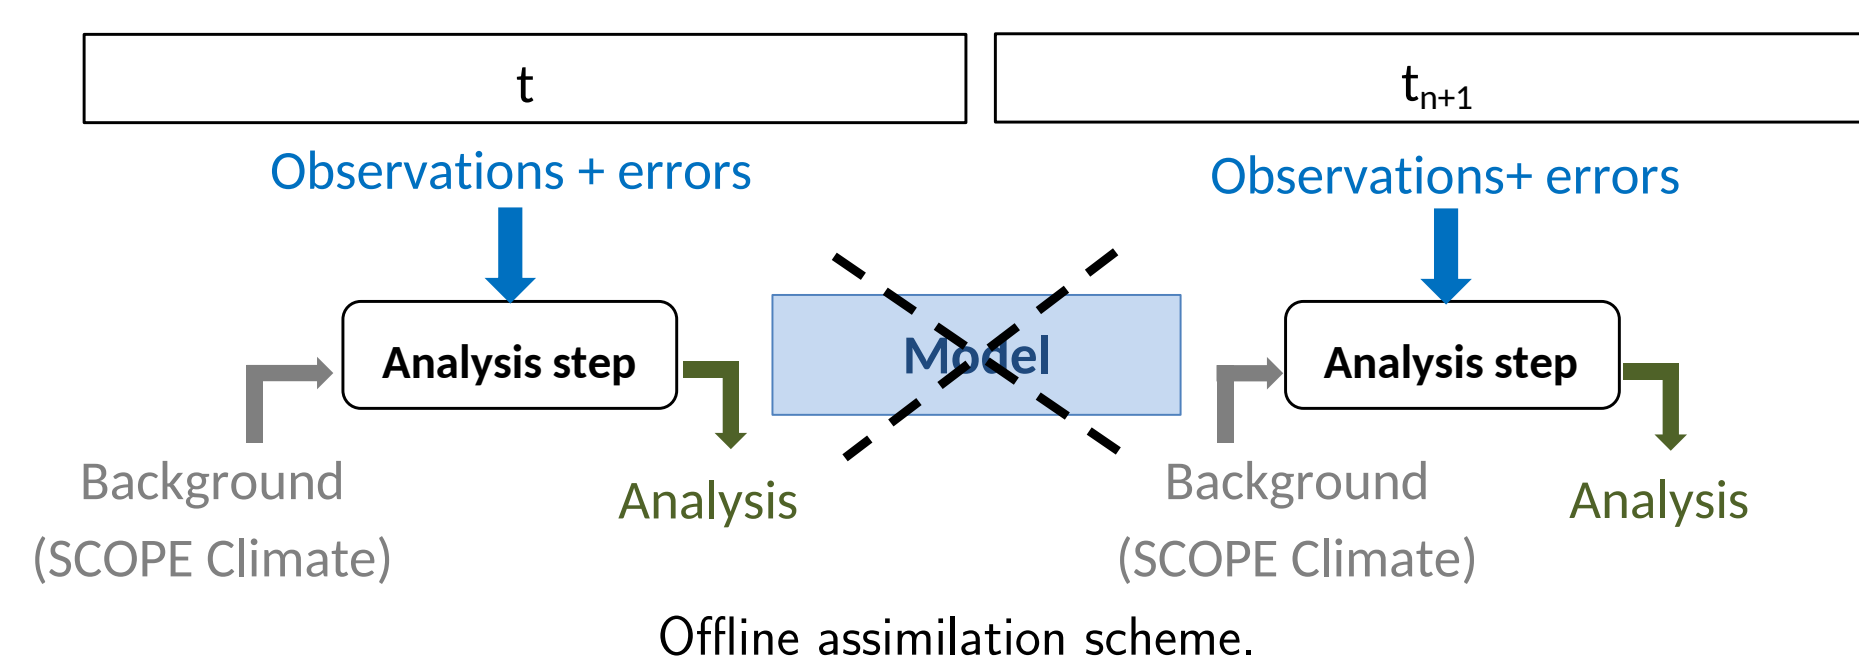 t
t_{n+1}
Observations + errors
Observations+ errors
Analysis step
Model
Analysis step
Background
(SCOPE Climate)
Analysis
Background
(SCOPE Climate)
Analysis
Offline assimilation scheme.